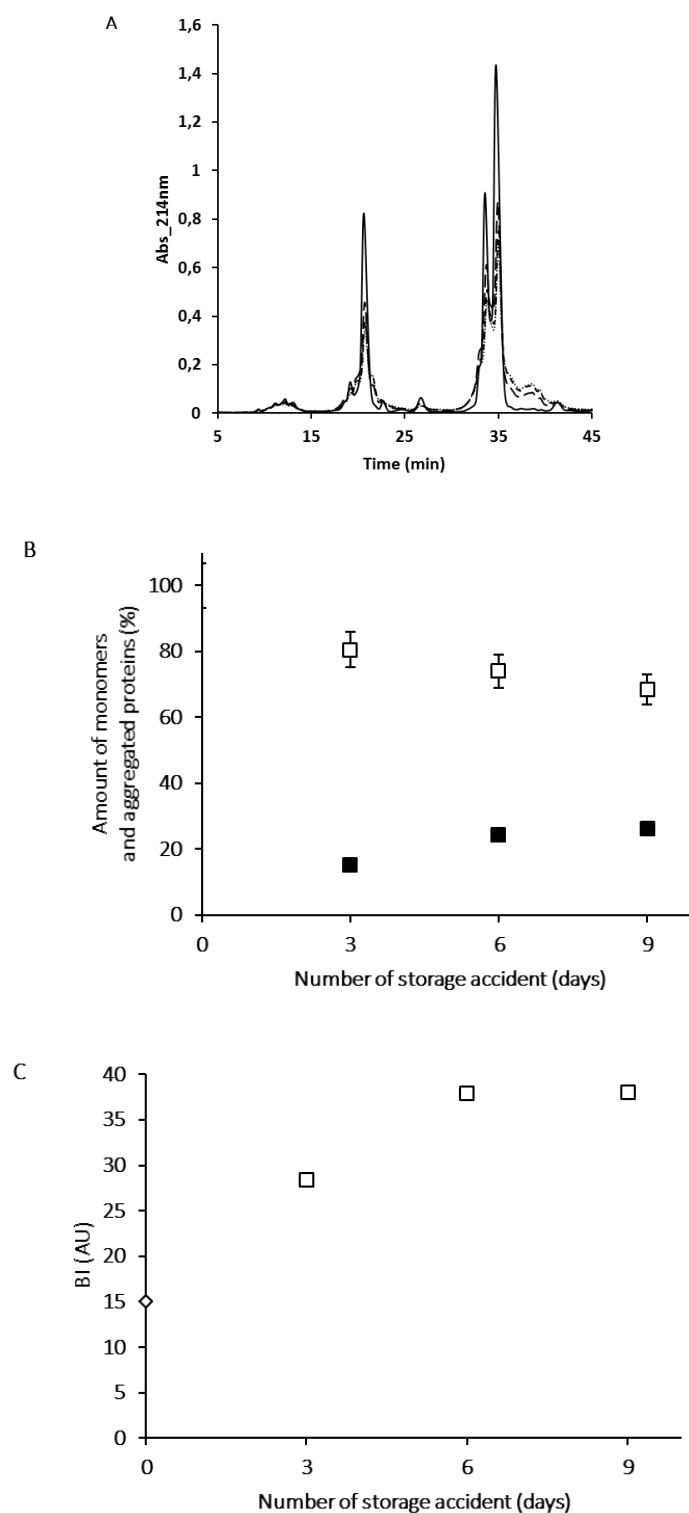 A
1,6
1,4
1,2
1
0,8
0,6
0,4
0,2
0
Abs_214nm
5 15 25 35 45
Time (min)
B
100
80
60
40
20
0
Amount of monomers
and aggregated proteins (%)
0 3 6 9
Number of storage accident (days)
C
40
35
30
25
20
15
10
5
0
BI (AU)
0 3 6 9
Number of storage accident (days)